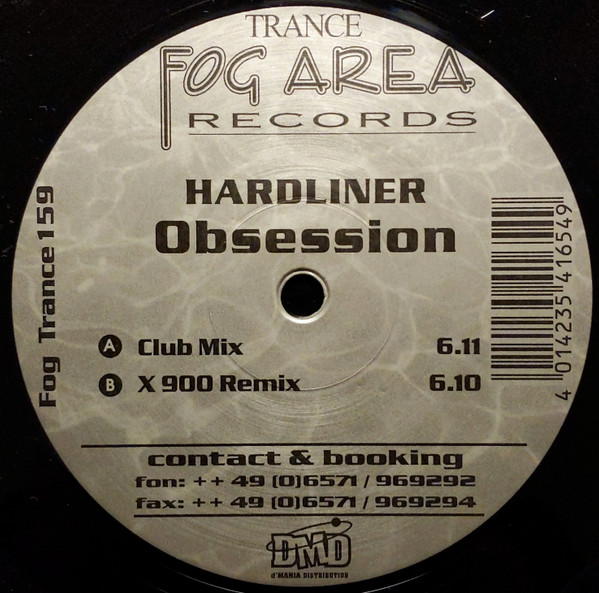 TRANCE
FOG AREA
RECORDS
HARDLINER
Obsession
Fog Trance 159
A Club Mix 6.11
B X 900 Remix 6.10
4 014235 416549
contact & booking
fon: ++ 49 (0)6571 / 969292
fax: ++ 49 (0)6571 / 969294
DMD
d'MANIA DISTRIBUTION